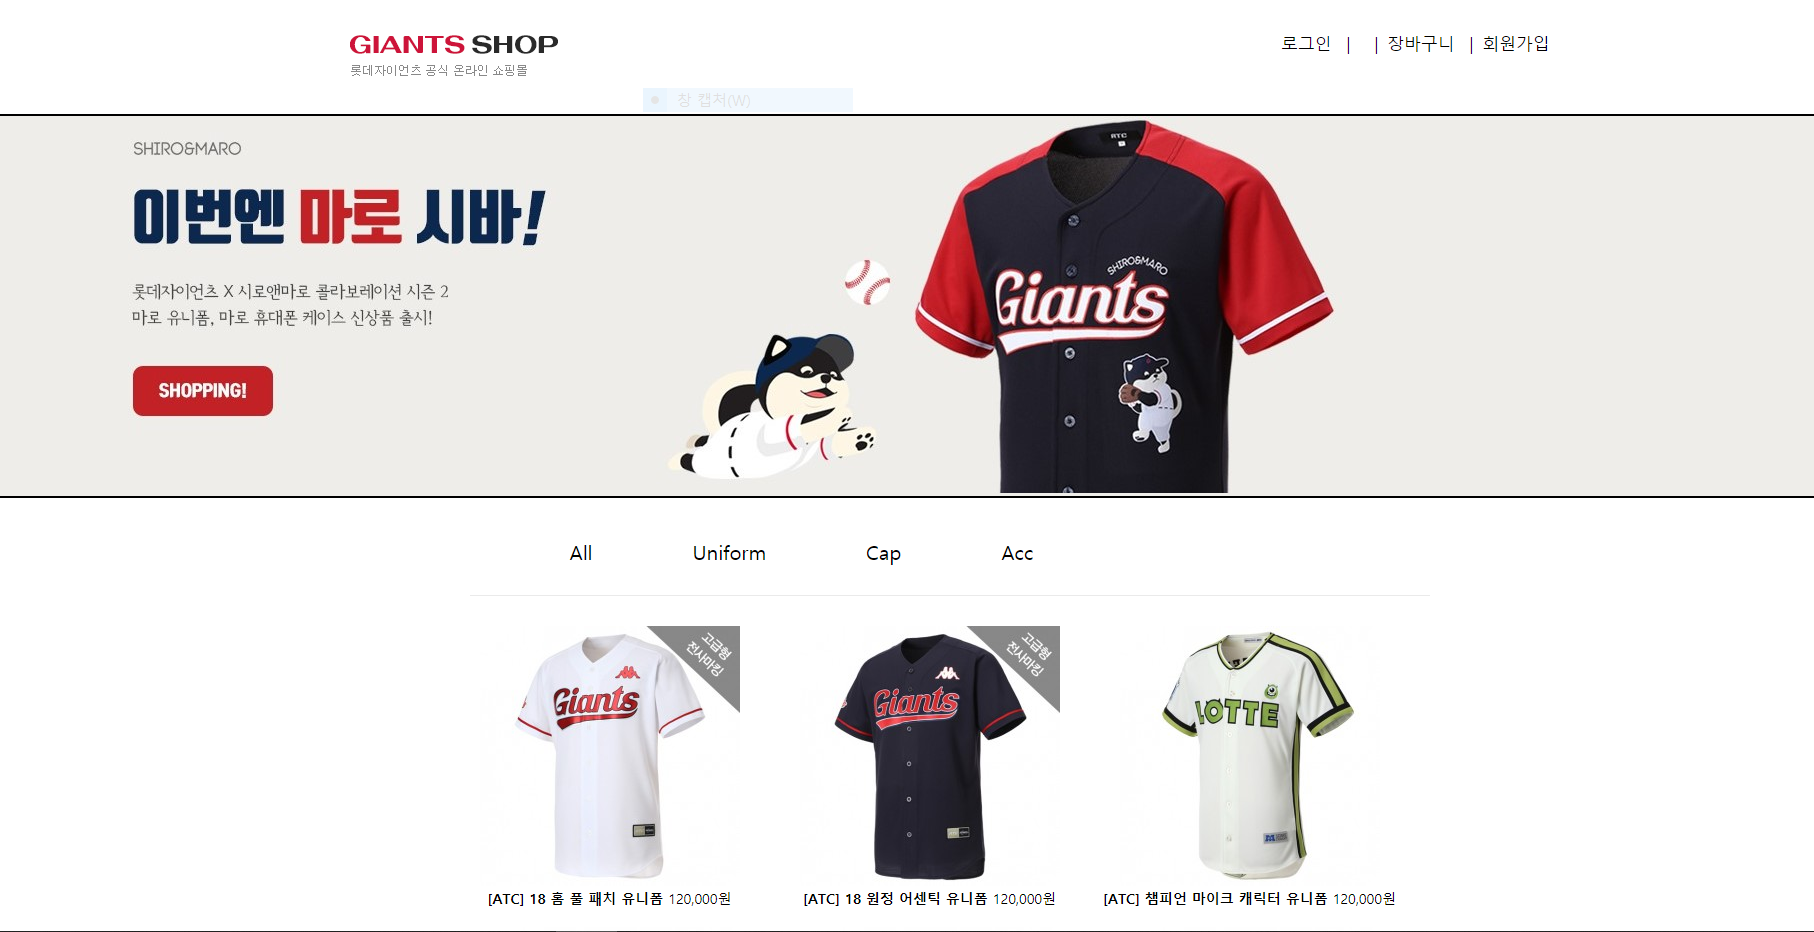 GIANTS SHOP
롯데자이언츠 공식 온라인 쇼핑몰
로그인 | | 장바구니 | 회원가입
창 캡처(W)
SHIRO&MARO
이번엔 마로 시바!
롯데자이언츠 X 시로앤마로 콜라보레이션 시즌 2
마로 유니폼, 마로 휴대폰 케이스 신상품 출시!
SHOPPING!
ATC
SHIRO&MARO
Giants
All Uniform Cap Acc
고급형
전사마킹
Giants
고급형
전사마킹
Giants
LOTTE
[ATC] 18 홈 풀 패치 유니폼 120,000원
[ATC] 18 원정 어센틱 유니폼 120,000원
[ATC] 챔피언 마이크 캐릭터 유니폼 120,000원